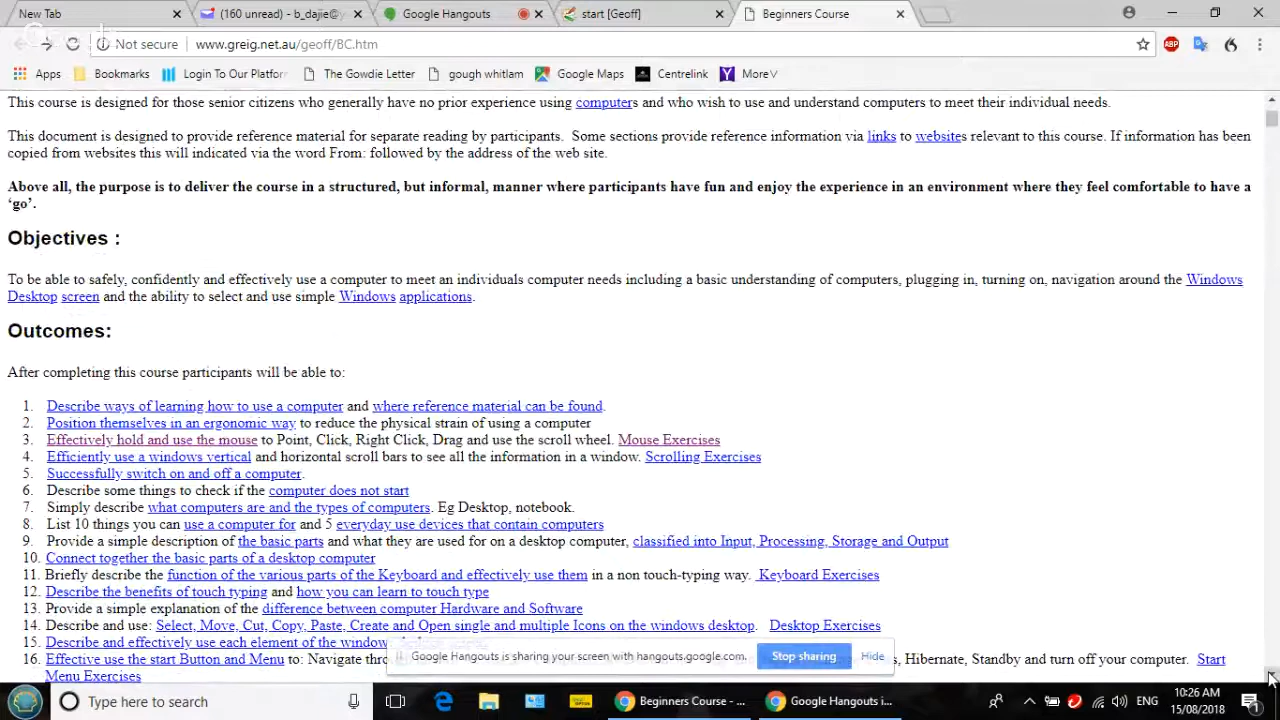 New Tab
(160 unread) - b_dajie@
Google Hangouts
start [Geoff]
Beginners Course
Not secure
www.greig.net.au/geoff/BC.htm
ABP
Apps
Bookmarks
Login To Our Platfor
The Gowdie Letter
gough whitlam
Google Maps
Centrelink
More
This course is designed for those senior citizens who generally have no prior experience using computers and who wish to use and understand computers to meet their individual needs.
This document is designed to provide reference material for separate reading by participants. Some sections provide reference information via links to websites relevant to this course. If information has been
copied from websites this will indicated via the word From: followed by the address of the web site.
Above all, the purpose is to deliver the course in a structured, but informal, manner where participants have fun and enjoy the experience in an environment where they feel comfortable to have a
‘go’.
Objectives :
To be able to safely, confidently and effectively use a computer to meet an individuals computer needs including a basic understanding of computers, plugging in, turning on, navigation around the Windows
Desktop screen and the ability to select and use simple Windows applications.
Outcomes:
After completing this course participants will be able to:
1. Describe ways of learning how to use a computer and where reference material can be found.
2. Position themselves in an ergonomic way to reduce the physical strain of using a computer
3. Effectively hold and use the mouse to Point, Click, Right Click, Drag and use the scroll wheel. Mouse Exercises
4. Efficiently use a windows vertical and horizontal scroll bars to see all the information in a window. Scrolling Exercises
5. Successfully switch on and off a computer.
6. Describe some things to check if the computer does not start
7. Simply describe what computers are and the types of computers. Eg Desktop, notebook.
8. List 10 things you can use a computer for and 5 everyday use devices that contain computers
9. Provide a simple description of the basic parts and what they are used for on a desktop computer, classified into Input, Processing, Storage and Output
10. Connect together the basic parts of a desktop computer
11. Briefly describe the function of the various parts of the Keyboard and effectively use them in a non touch-typing way. Keyboard Exercises
12. Describe the benefits of touch typing and how you can learn to touch type
13. Provide a simple explanation of the difference between computer Hardware and Software
14. Describe and use: Select, Move, Cut, Copy, Paste, Create and Open single and multiple Icons on the windows desktop. Desktop Exercises
15. Describe and effectively use each element of the window
16. Effective use the start Button and Menu to: Navigate thro , Hibernate, Standby and turn off your computer. Start
Menu Exercises
Google Hangouts is sharing your screen with hangouts.google.com.
Stop sharing
Hide
Type here to search
Beginners Course - ...
Google Hangouts i...
ENG
10:26 AM
15/08/2018
1